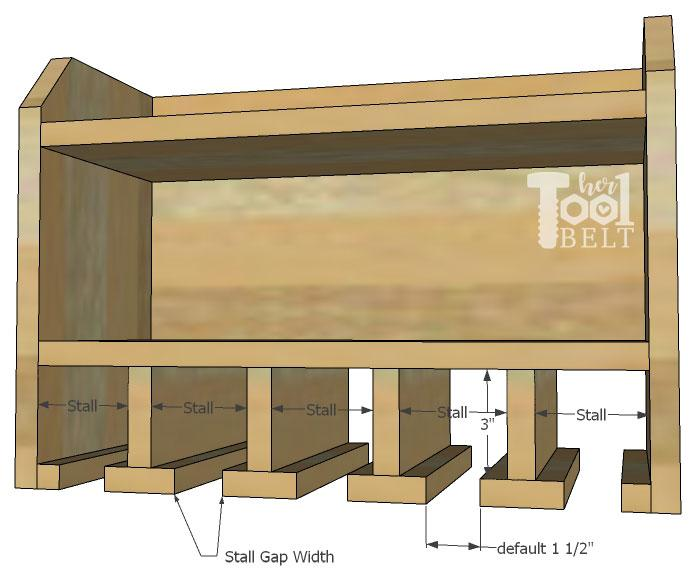 her
Tool
BELT
Stall
Stall
Stall
Stall
Stall
3"
default 1 1/2"
Stall Gap Width